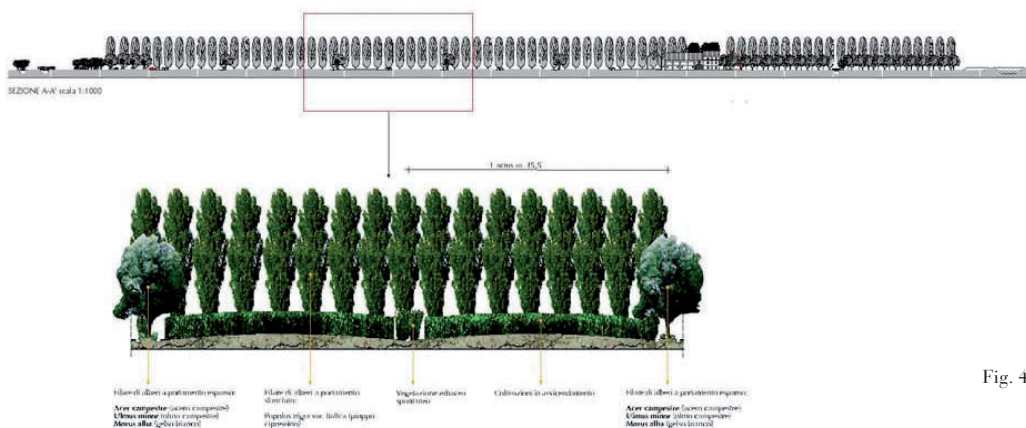 SEZIONE A-A' scala 1:1000
1 actus m. 35,5
Fig. 4
Filare di alberi a portamento espanso:
Acer campestre (acero campestre)
Ulmus minor (olmo campestre)
Morus alba (gelso bianco)
Filare di alberi a portamento
slanciato:
Populus nigra var. Italica (pioppo
cipressino)
Vegetazione erbacea
spontanea
Coltivazioni in avvicendamento
Filare di alberi a portamento espanso:
Acer campestre (acero campestre)
Ulmus minor (olmo campestre)
Morus alba (gelso bianco)